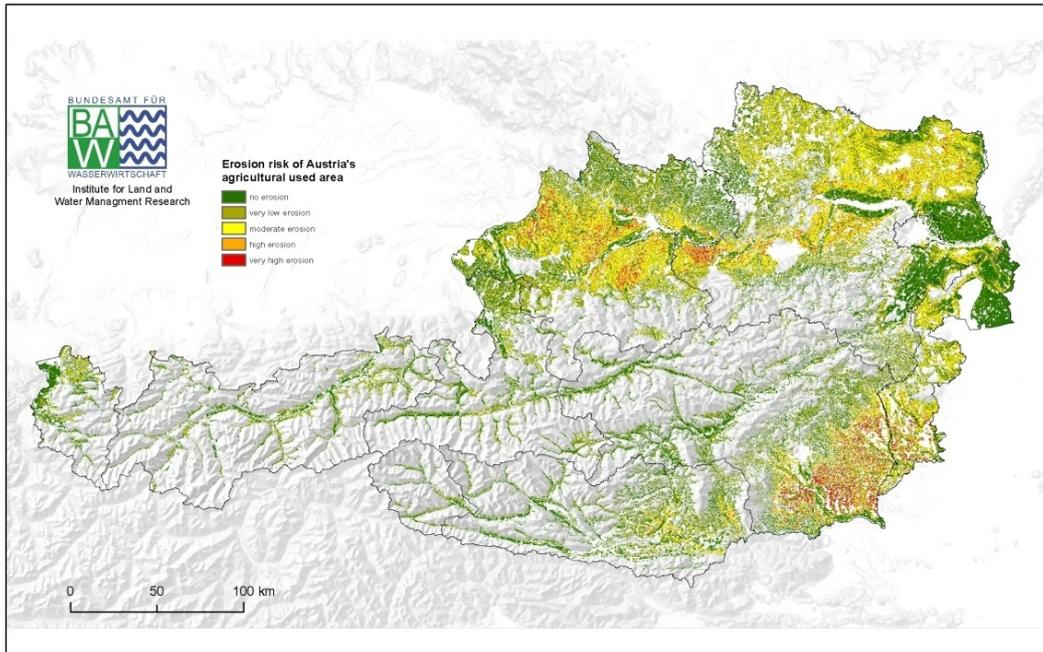 BUNDESAMT FÜR
BA
W
WASSERWIRTSCHAFT
Institute for Land and
Water Managment Research
Erosion risk of Austria's
agricultural used area
no erosion
very low erosion
moderate erosion
high erosion
very high erosion
0 50 100 km